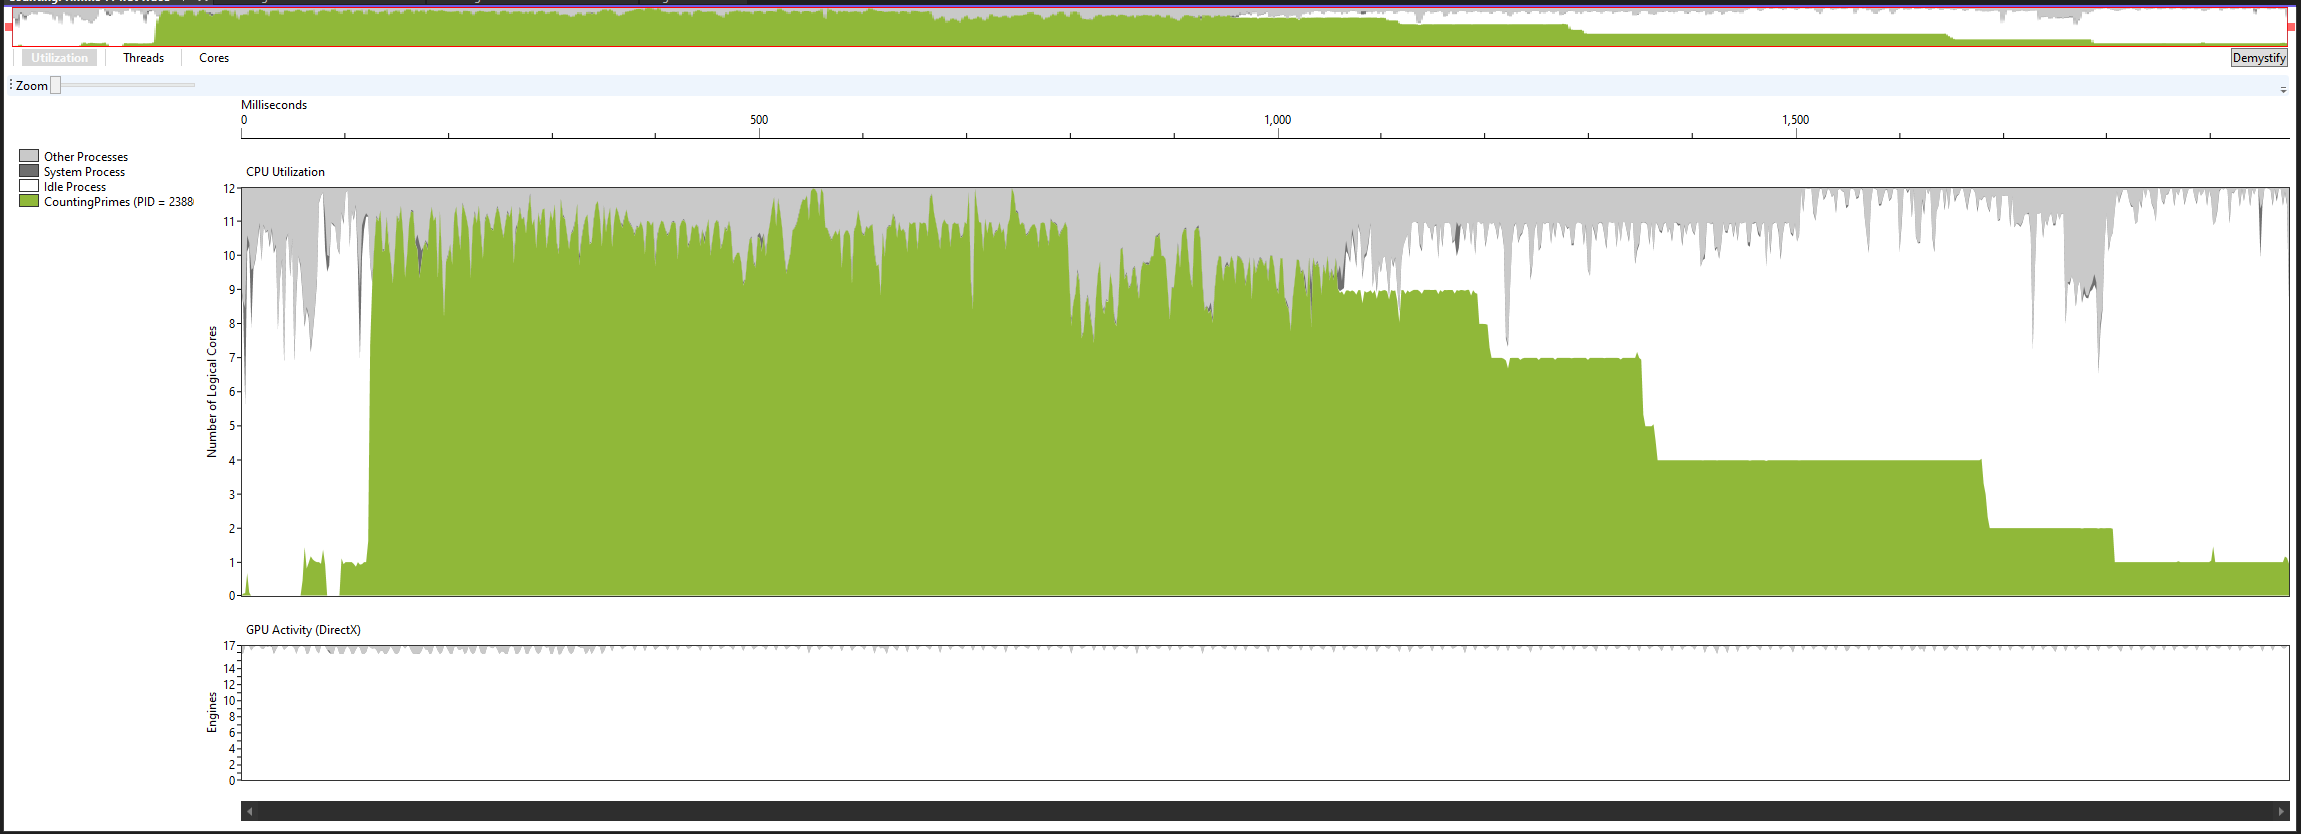 Utilization Threads Cores Demystify
Zoom
Milliseconds
0 500 1,000 1,500
Other Processes
System Process
Idle Process
CountingPrimes (PID = 2388
CPU Utilization
Number of Logical Cores
12
11
10
9
8
7
6
5
4
3
2
1
0
GPU Activity (DirectX)
Engines
17
14
12
10
8
6
4
2
0